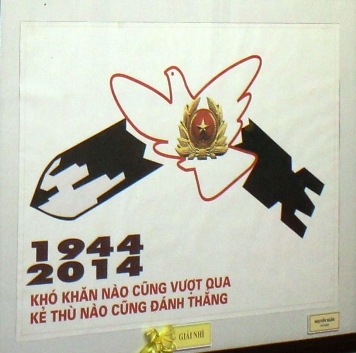 1944
2014
KHÓ KHĂN NÀO CŨNG VƯỢT QUA
KẺ THÙ NÀO CŨNG ĐÁNH THẮNG
GIẢI NHÌ